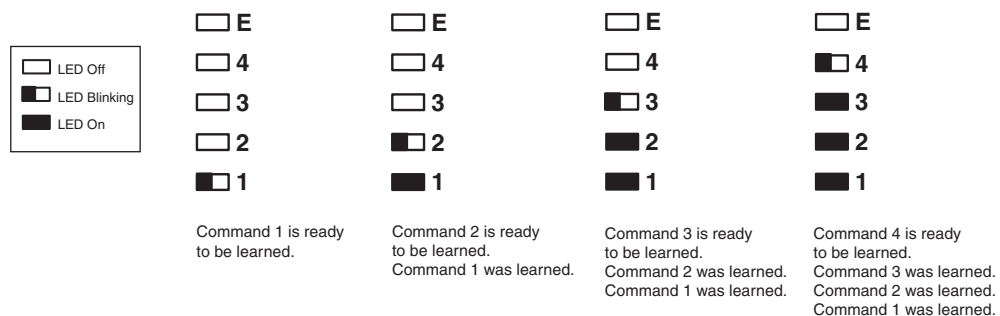 LED Off
LED Blinking
LED On
E
4
3
2
1
Command 1 is ready
to be learned.
E
4
3
2
1
Command 2 is ready
to be learned.
Command 1 was learned.
E
4
3
2
1
Command 3 is ready
to be learned.
Command 2 was learned.
Command 1 was learned.
E
4
3
2
1
Command 4 is ready
to be learned.
Command 3 was learned.
Command 2 was learned.
Command 1 was learned.